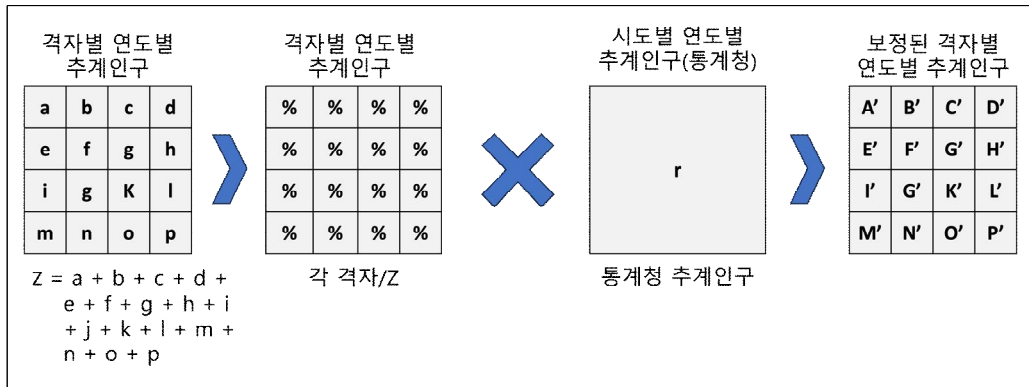 격자별 연도별
추계인구
a b c d
e f g h
i g K l
m n o p
Z = a + b + c + d +
e + f + g + h + i
+ j + k + l + m +
n + o + p
격자별 연도별
추계인구
% % % %
% % % %
% % % %
% % % %
각 격자/Z
시도별 연도별
추계인구(통계청)
r
통계청 추계인구
보정된 격자별
연도별 추계인구
A’ B’ C’ D’
E’ F’ G’ H’
I’ G’ K’ L’
M’ N’ O’ P’